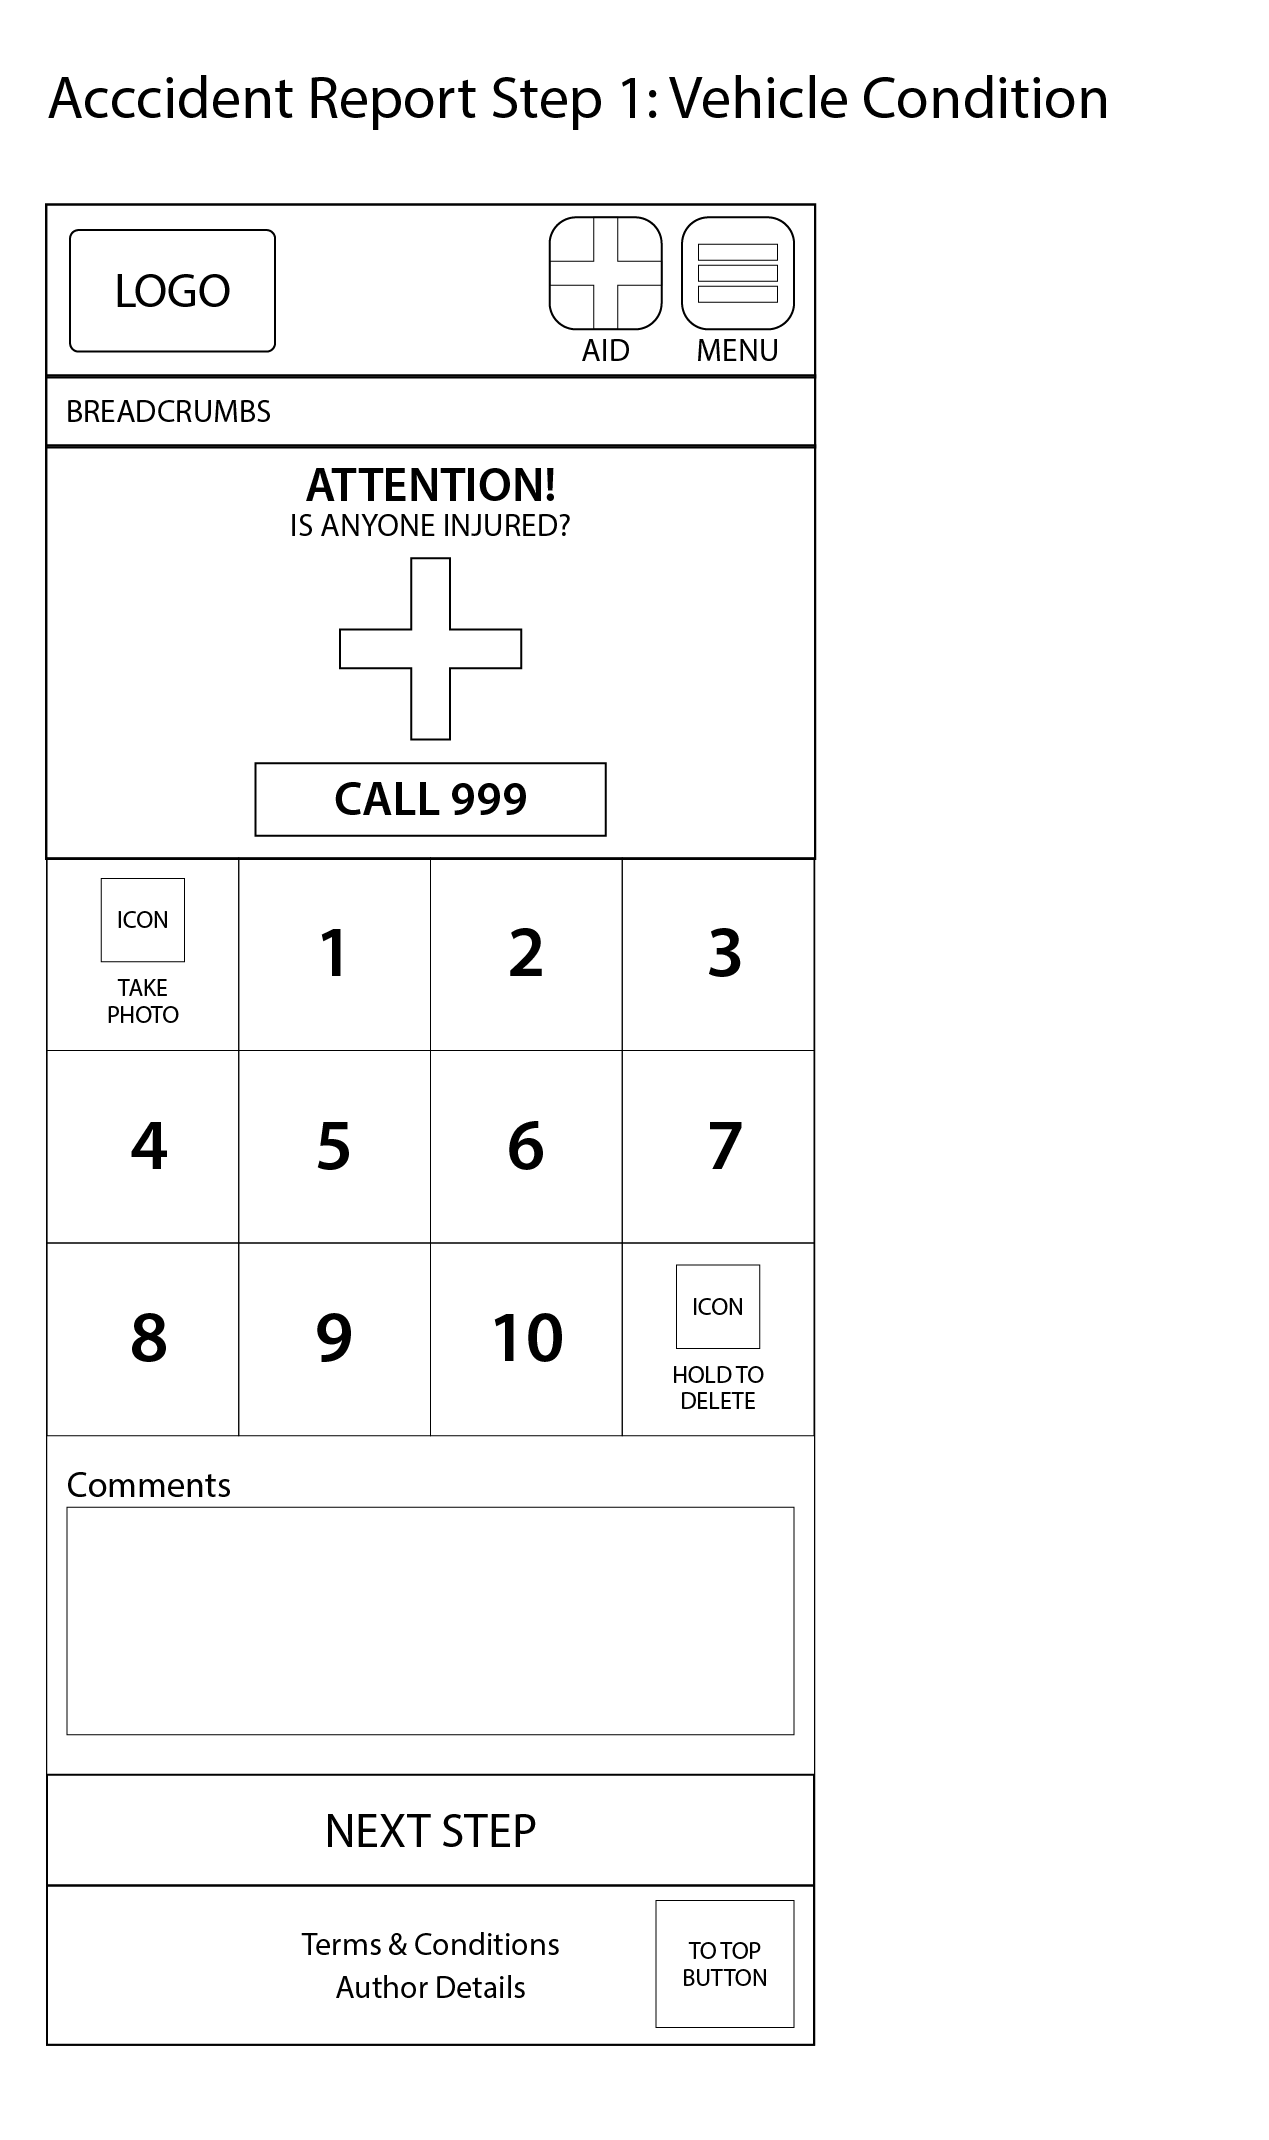 Acccident Report Step 1: Vehicle Condition
LOGO
AID
MENU
BREADCRUMBS
ATTENTION!
IS ANYONE INJURED?
CALL 999
ICON
TAKE
PHOTO
1
2
3
4
5
6
7
8
9
10
ICON
HOLD TO
DELETE
Comments
NEXT STEP
Terms & Conditions
Author Details
TO TOP
BUTTON